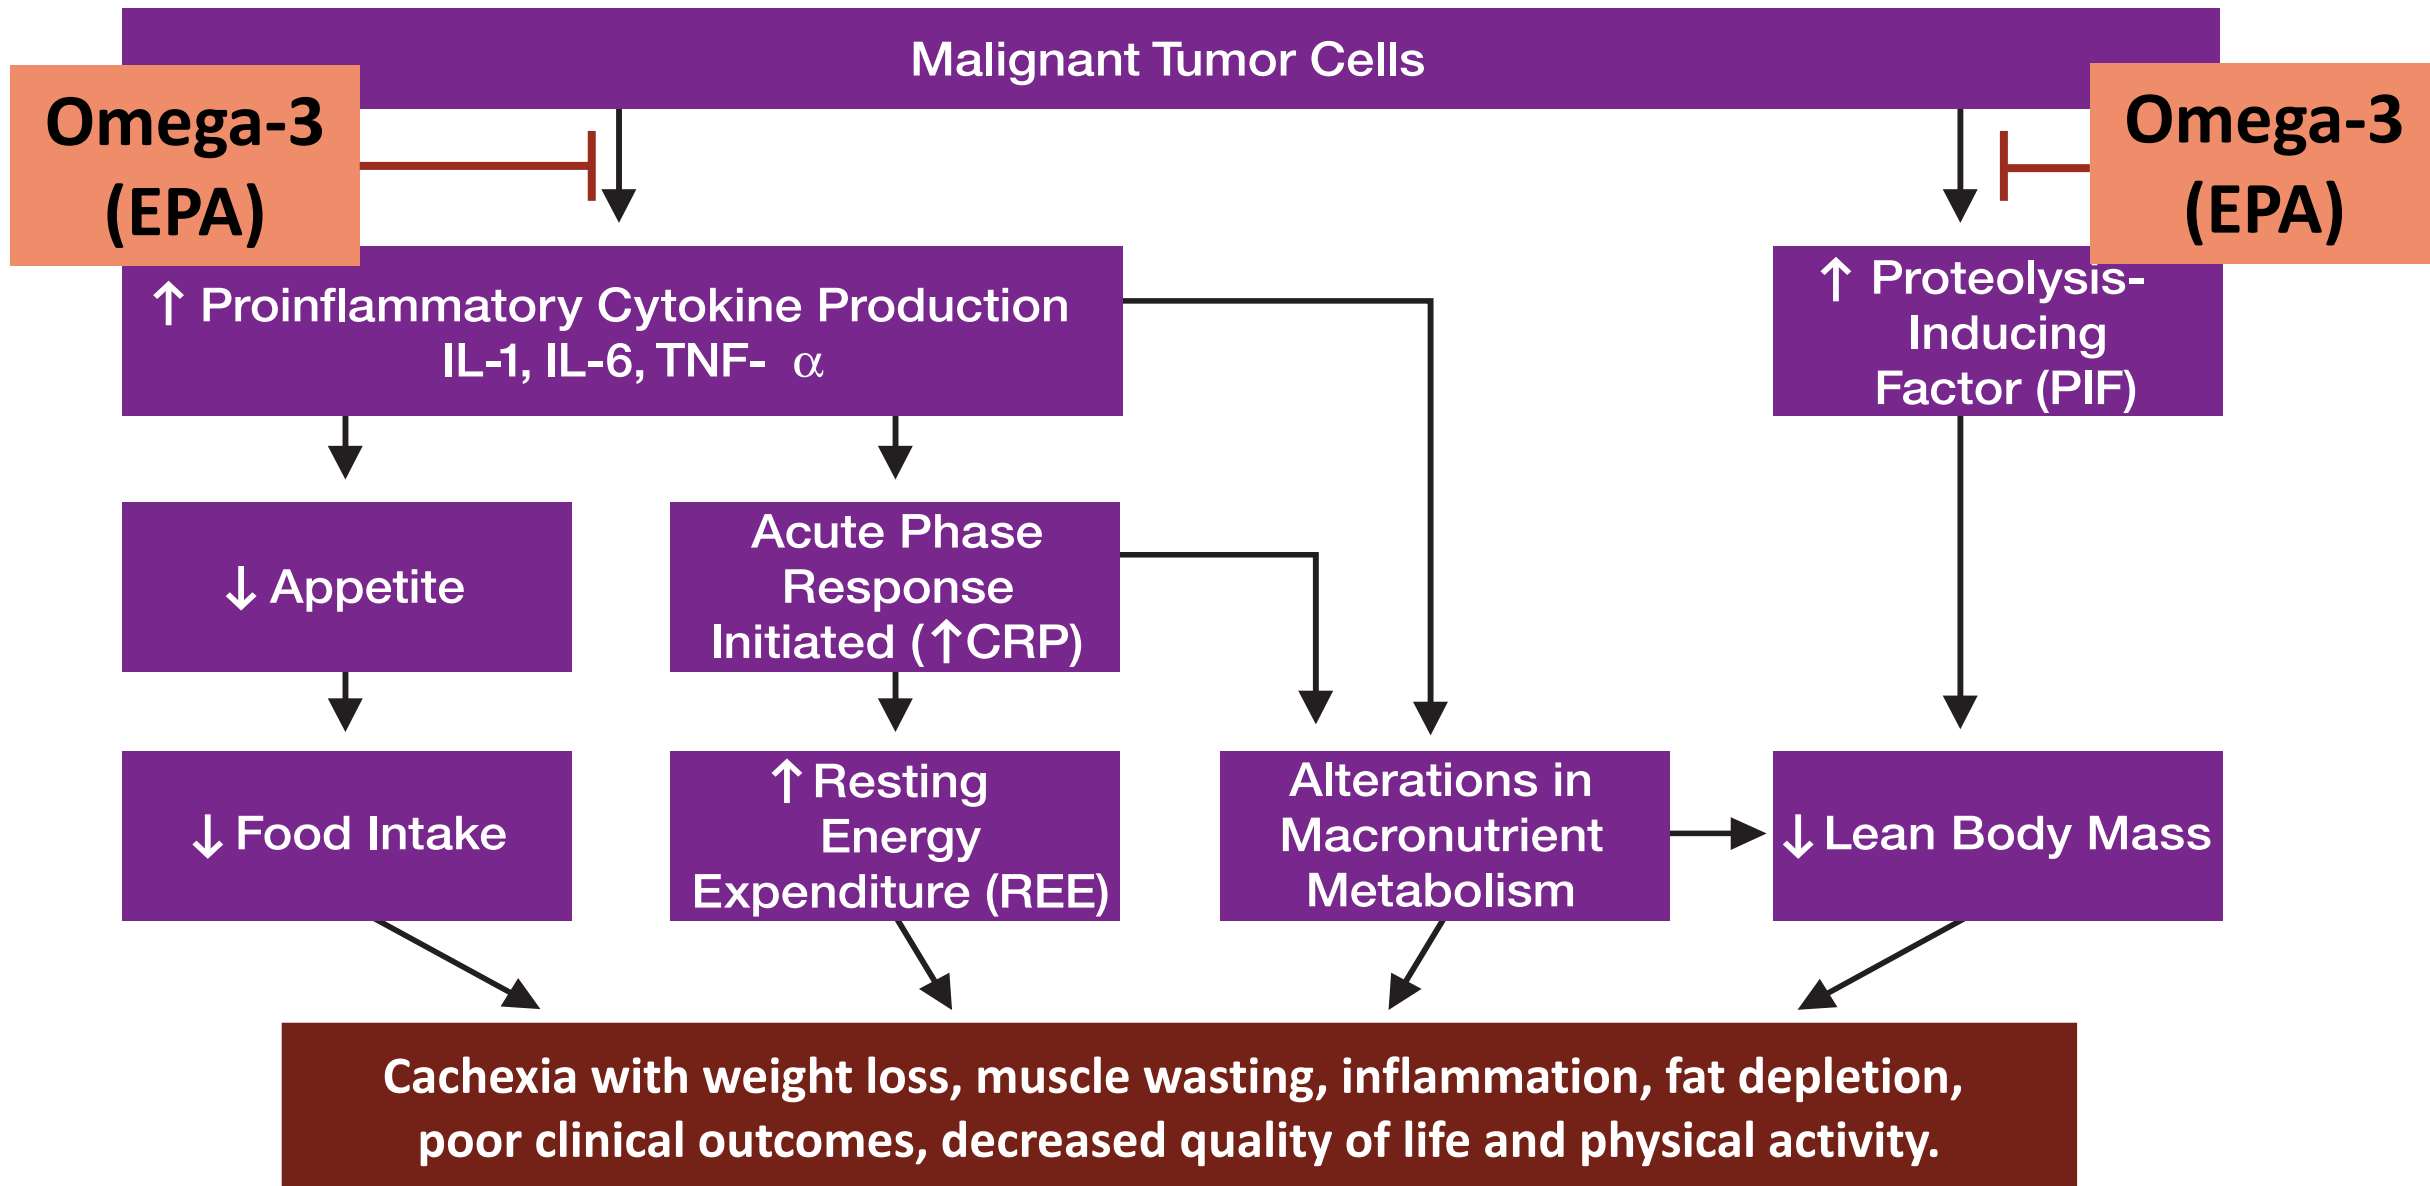 Malignant Tumor Cells
Omega-3
(EPA)
Omega-3
(EPA)
↑ Proinflammatory Cytokine Production
IL-1, IL-6, TNF- α
↑ Proteolysis-
Inducing
Factor (PIF)
↓ Appetite
Acute Phase
Response
Initiated (↑CRP)
↓ Food Intake
↑ Resting
Energy
Expenditure (REE)
Alterations in
Macronutrient
Metabolism
↓ Lean Body Mass
Cachexia with weight loss, muscle wasting, inflammation, fat depletion,
poor clinical outcomes, decreased quality of life and physical activity.